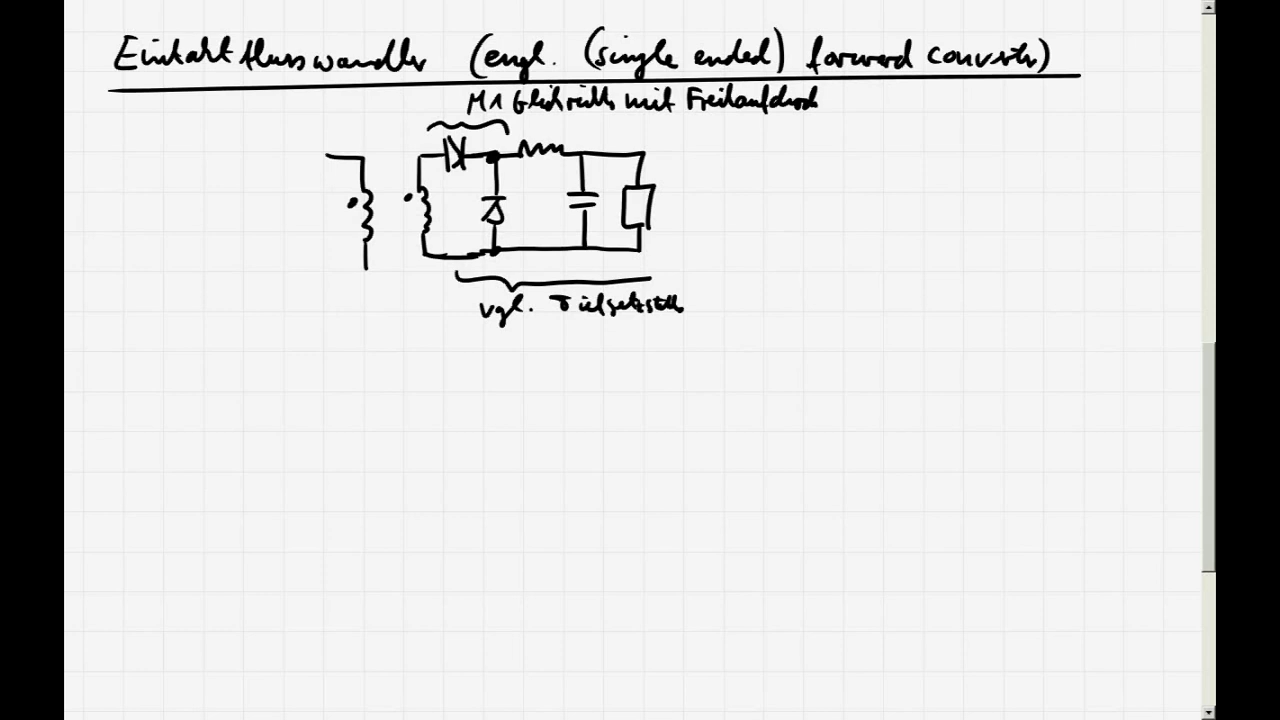 Eintaktflusswandler (engl. (single ended) forward converter)
M1 Gleichrichter mit Freilaufdiode
vgl. Tiefsetzsteller